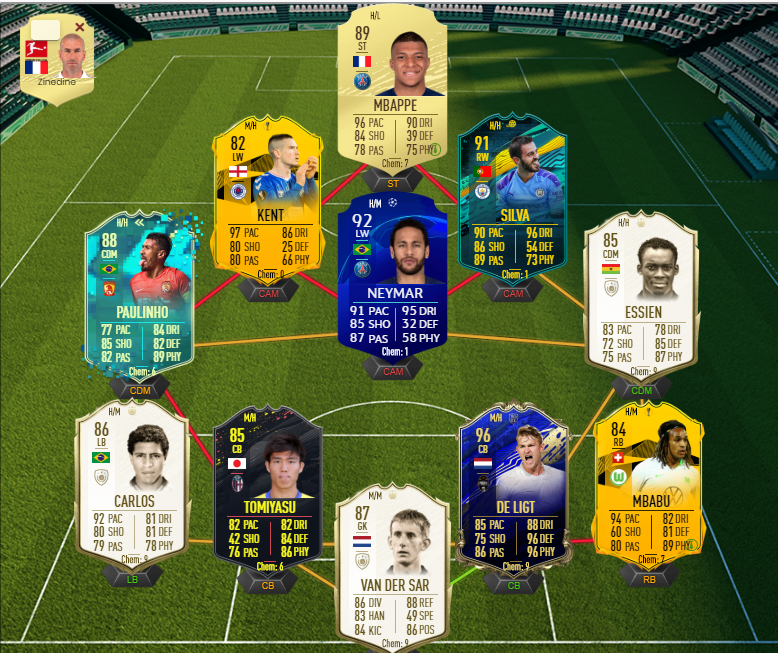 Zinedine
H/L
89
ST
MBAPPE
96 PAC 90 DRI
84 SHO 39 DEF
78 PAS 75 PHY
Chem: 7
ST
M/H
82
LW
KENT
97 PAC 86 DRI
80 SHO 25 DEF
80 PAS 66 PHY
Chem: 0
CAM
H/H
91
RW
SILVA
90 PAC 96 DRI
86 SHO 54 DEF
89 PAS 73 PHY
Chem: 1
CAM
H/M
92
LW
NEYMAR
91 PAC 95 DRI
85 SHO 32 DEF
87 PAS 58 PHY
Chem: 1
CAM
H/H
88
CDM
PAULINHO
77 PAC 84 DRI
85 SHO 82 DEF
82 PAS 89 PHY
Chem: 6
CDM
H/H
85
CDM
ESSIEN
83 PAC 78 DRI
72 SHO 85 DEF
75 PAS 87 PHY
Chem: 9
CDM
H/M
86
LB
CARLOS
92 PAC 81 DRI
80 SHO 81 DEF
79 PAS 78 PHY
Chem: 9
LB
M/H
85
CB
TOMIYASU
82 PAC 82 DRI
42 SHO 84 DEF
76 PAS 86 PHY
Chem: 6
CB
M/M
87
GK
VAN DER SAR
86 DIV 88 REF
83 HAN 49 SPE
84 KIC 86 POS
Chem: 9
M/H
96
CB
DE LIGT
85 PAC 88 DRI
75 SHO 96 DEF
86 PAS 96 PHY
Chem: 9
CB
H/M
84
RB
MBABU
94 PAC 82 DRI
60 SHO 81 DEF
80 PAS 89 PHY
Chem: 7
RB